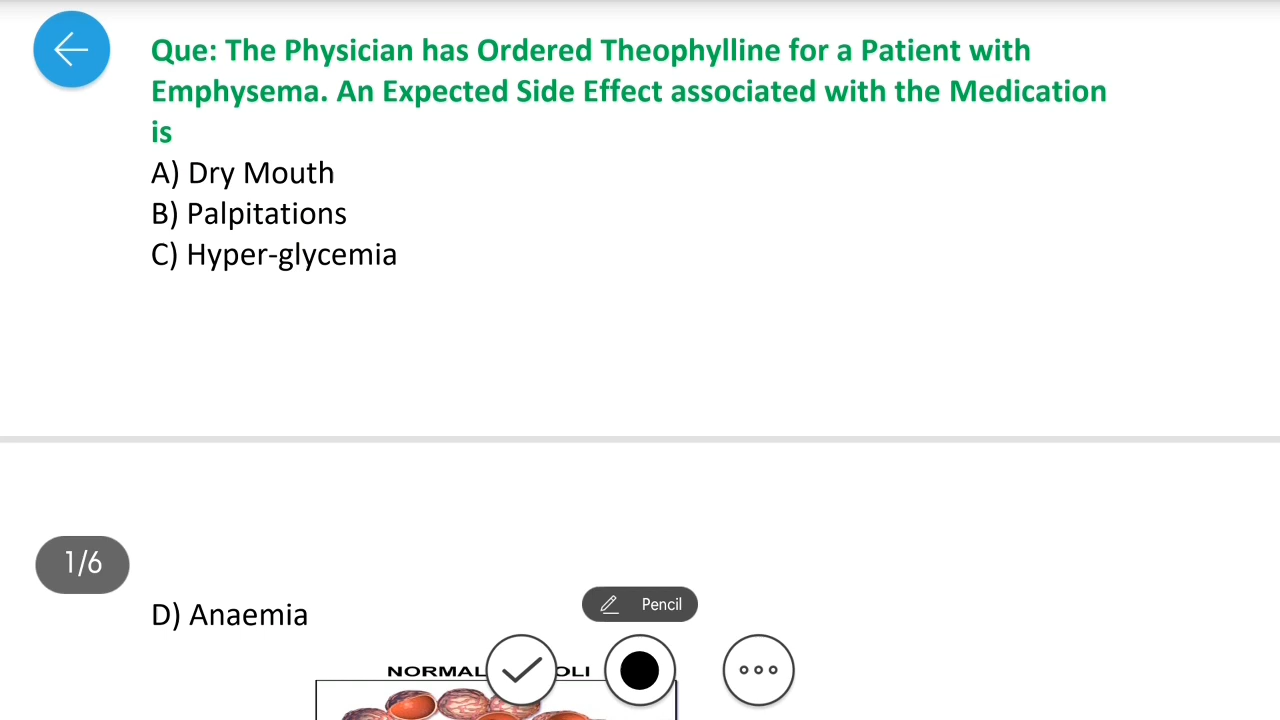 Que: The Physician has Ordered Theophylline for a Patient with
Emphysema. An Expected Side Effect associated with the Medication
is
A) Dry Mouth
B) Palpitations
C) Hyper-glycemia
1/6
D) Anaemia
Pencil
NORMAL